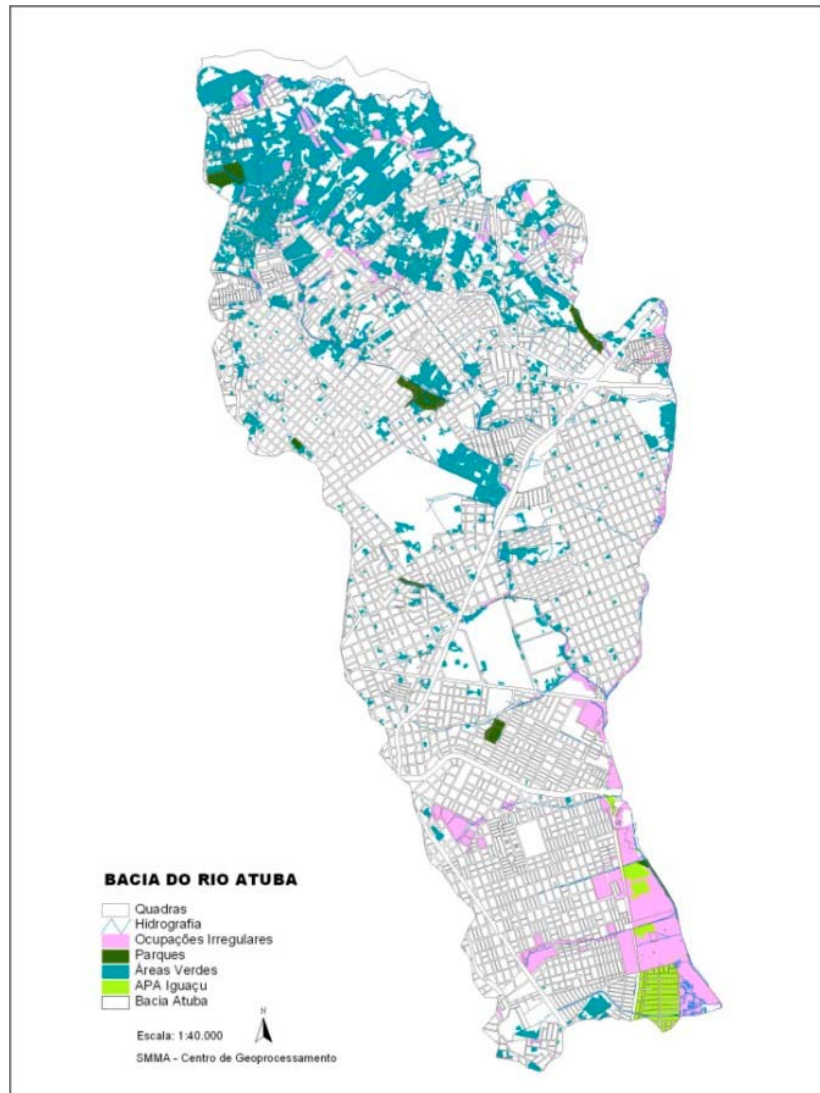 BACIA DO RIO ATUBA
Quadras
Hidrografia
Ocupações Irregulares
Parques
Áreas Verdes
APA Iguaçu
Bacia Atuba
N
Escala: 1:40.000
SMMA - Centro de Geoprocessamento